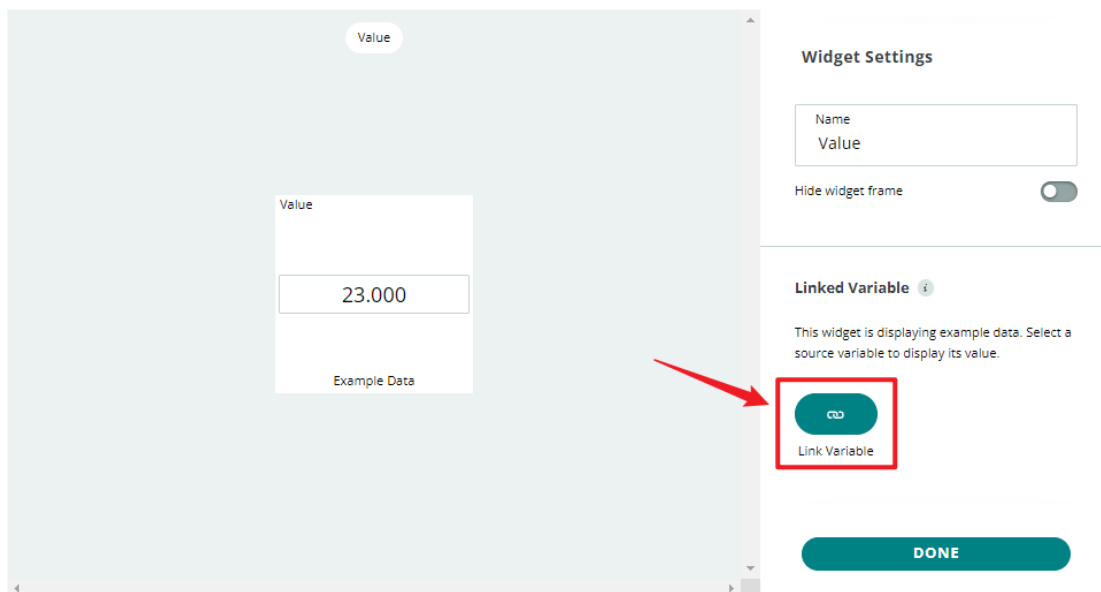 Value
Value
23.000
Example Data
Widget Settings
Name
Value
Hide widget frame
Linked Variable i
This widget is displaying example data. Select a
source variable to display its value.
Link Variable
DONE